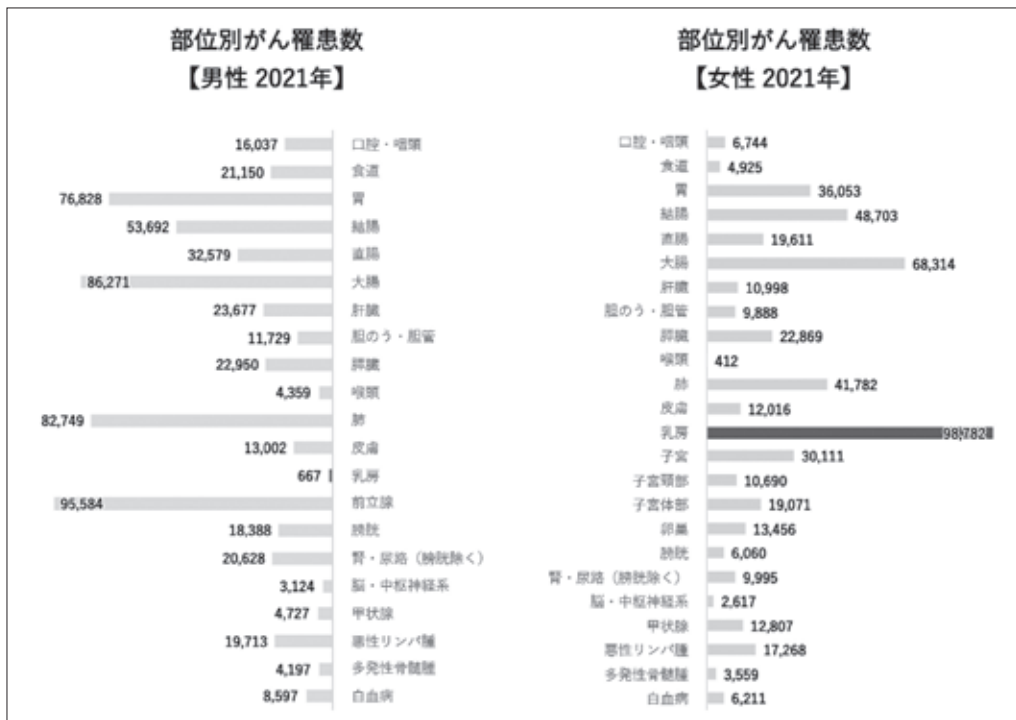 部位別がん罹患数
【男性 2021年】
16,037 口腔・咽頭
21,150 食道
76,828 胃
53,692 結腸
32,579 直腸
86,271 大腸
23,677 肝臓
11,729 胆のう・胆管
22,950 膵臓
4,359 喉頭
82,749 肺
13,002 皮膚
667 乳房
95,584 前立腺
18,388 膀胱
20,628 腎・尿路（膀胱除く）
3,124 脳・中枢神経系
4,727 甲状腺
19,713 悪性リンパ腫
4,197 多発性骨髄腫
8,597 白血病
部位別がん罹患数
【女性 2021年】
口腔・咽頭 6,744
食道 4,925
胃 36,053
結腸 48,703
直腸 19,611
大腸 68,314
肝臓 10,998
胆のう・胆管 9,888
膵臓 22,869
喉頭 412
肺 41,782
皮膚 12,016
乳房 98,782
子宮 30,111
子宮頸部 10,690
子宮体部 19,071
卵巣 13,456
膀胱 6,060
腎・尿路（膀胱除く） 9,995
脳・中枢神経系 2,617
甲状腺 12,807
悪性リンパ腫 17,268
多発性骨髄腫 3,559
白血病 6,211